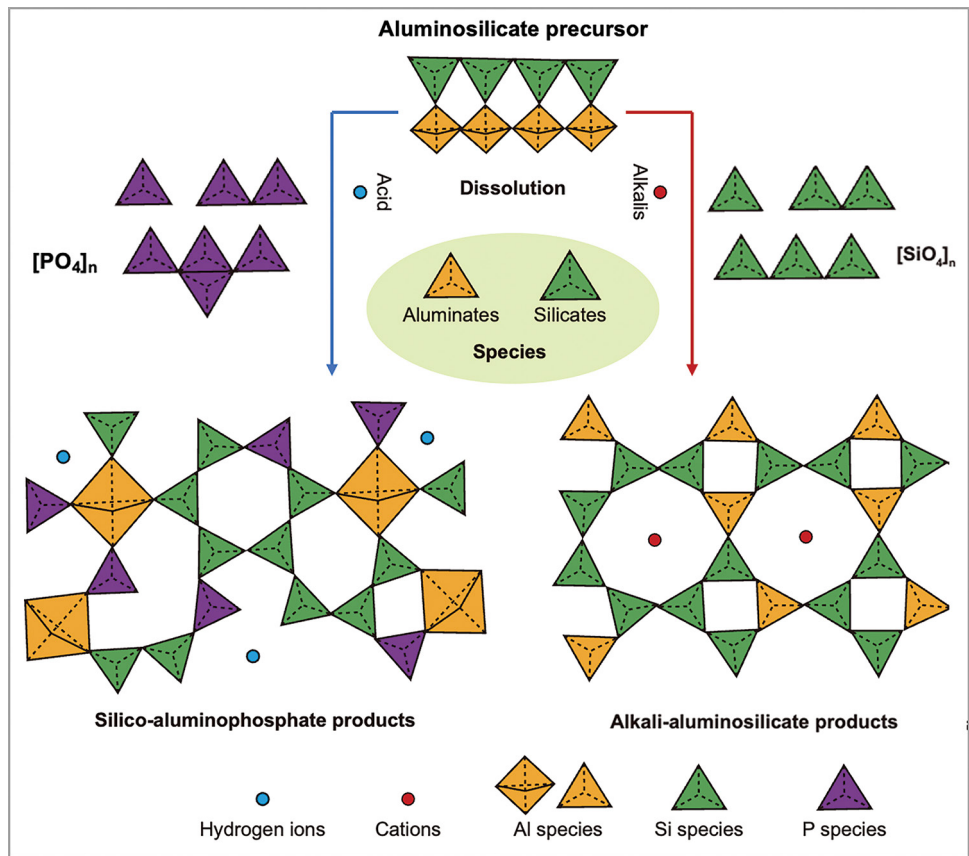 Aluminosilicate precursor
Dissolution
Acid
Alkalis
[PO₄]n
[SiO₄]n
Aluminates
Silicates
Species
Silico-aluminophosphate products
Alkali-aluminosilicate products
Hydrogen ions
Cations
Al species
Si species
P species